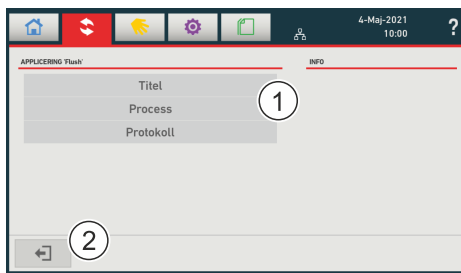 4-Maj-2021
10:00
?
APPLICERING 'Flush'
INFO
Titel
Process
Protokoll
1
2